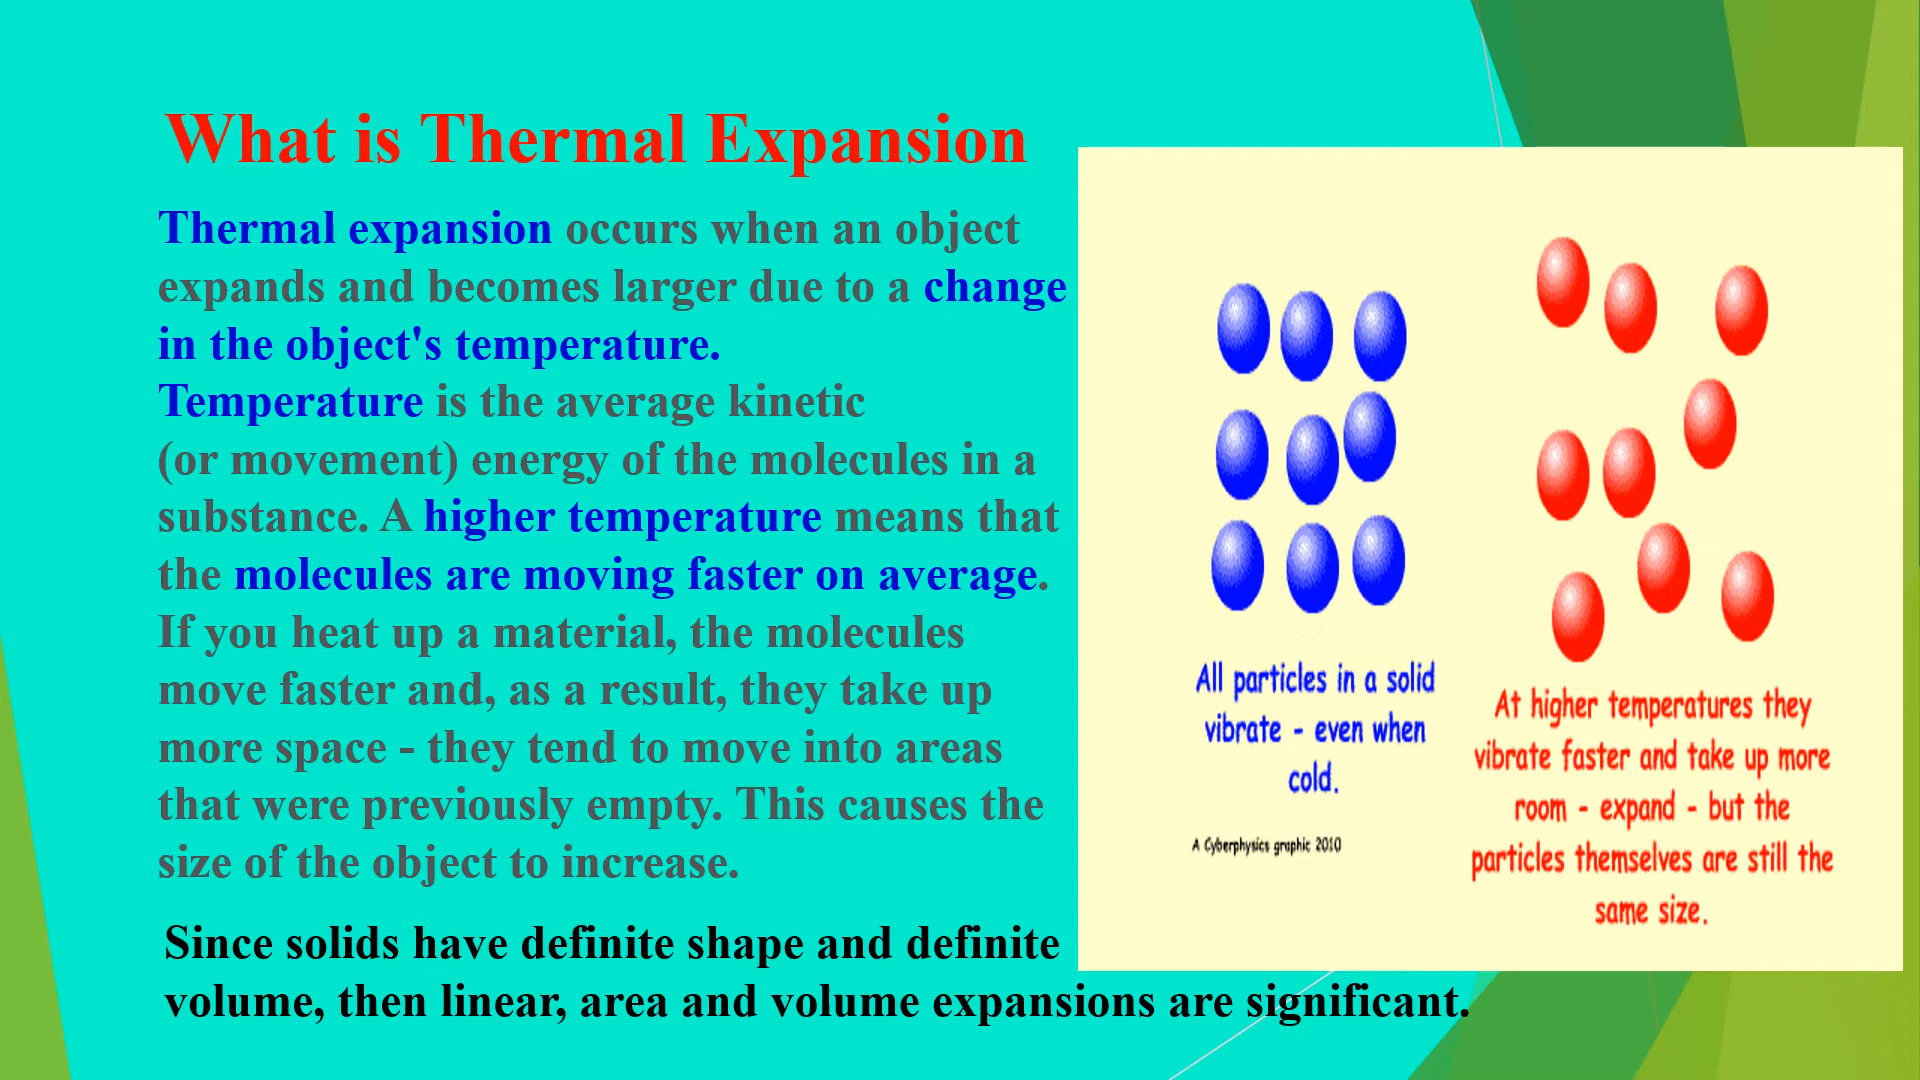 What is Thermal Expansion
Thermal expansion occurs when an object
expands and becomes larger due to a change
in the object's temperature.
Temperature is the average kinetic
(or movement) energy of the molecules in a
substance. A higher temperature means that
the molecules are moving faster on average.
If you heat up a material, the molecules
move faster and, as a result, they take up
more space - they tend to move into areas
that were previously empty. This causes the
size of the object to increase.
Since solids have definite shape and definite
volume, then linear, area and volume expansions are significant.
All particles in a solid
vibrate - even when
cold.
A Cyberphysics graphic 2010
At higher temperatures they
vibrate faster and take up more
room - expand - but the
particles themselves are still the
same size.